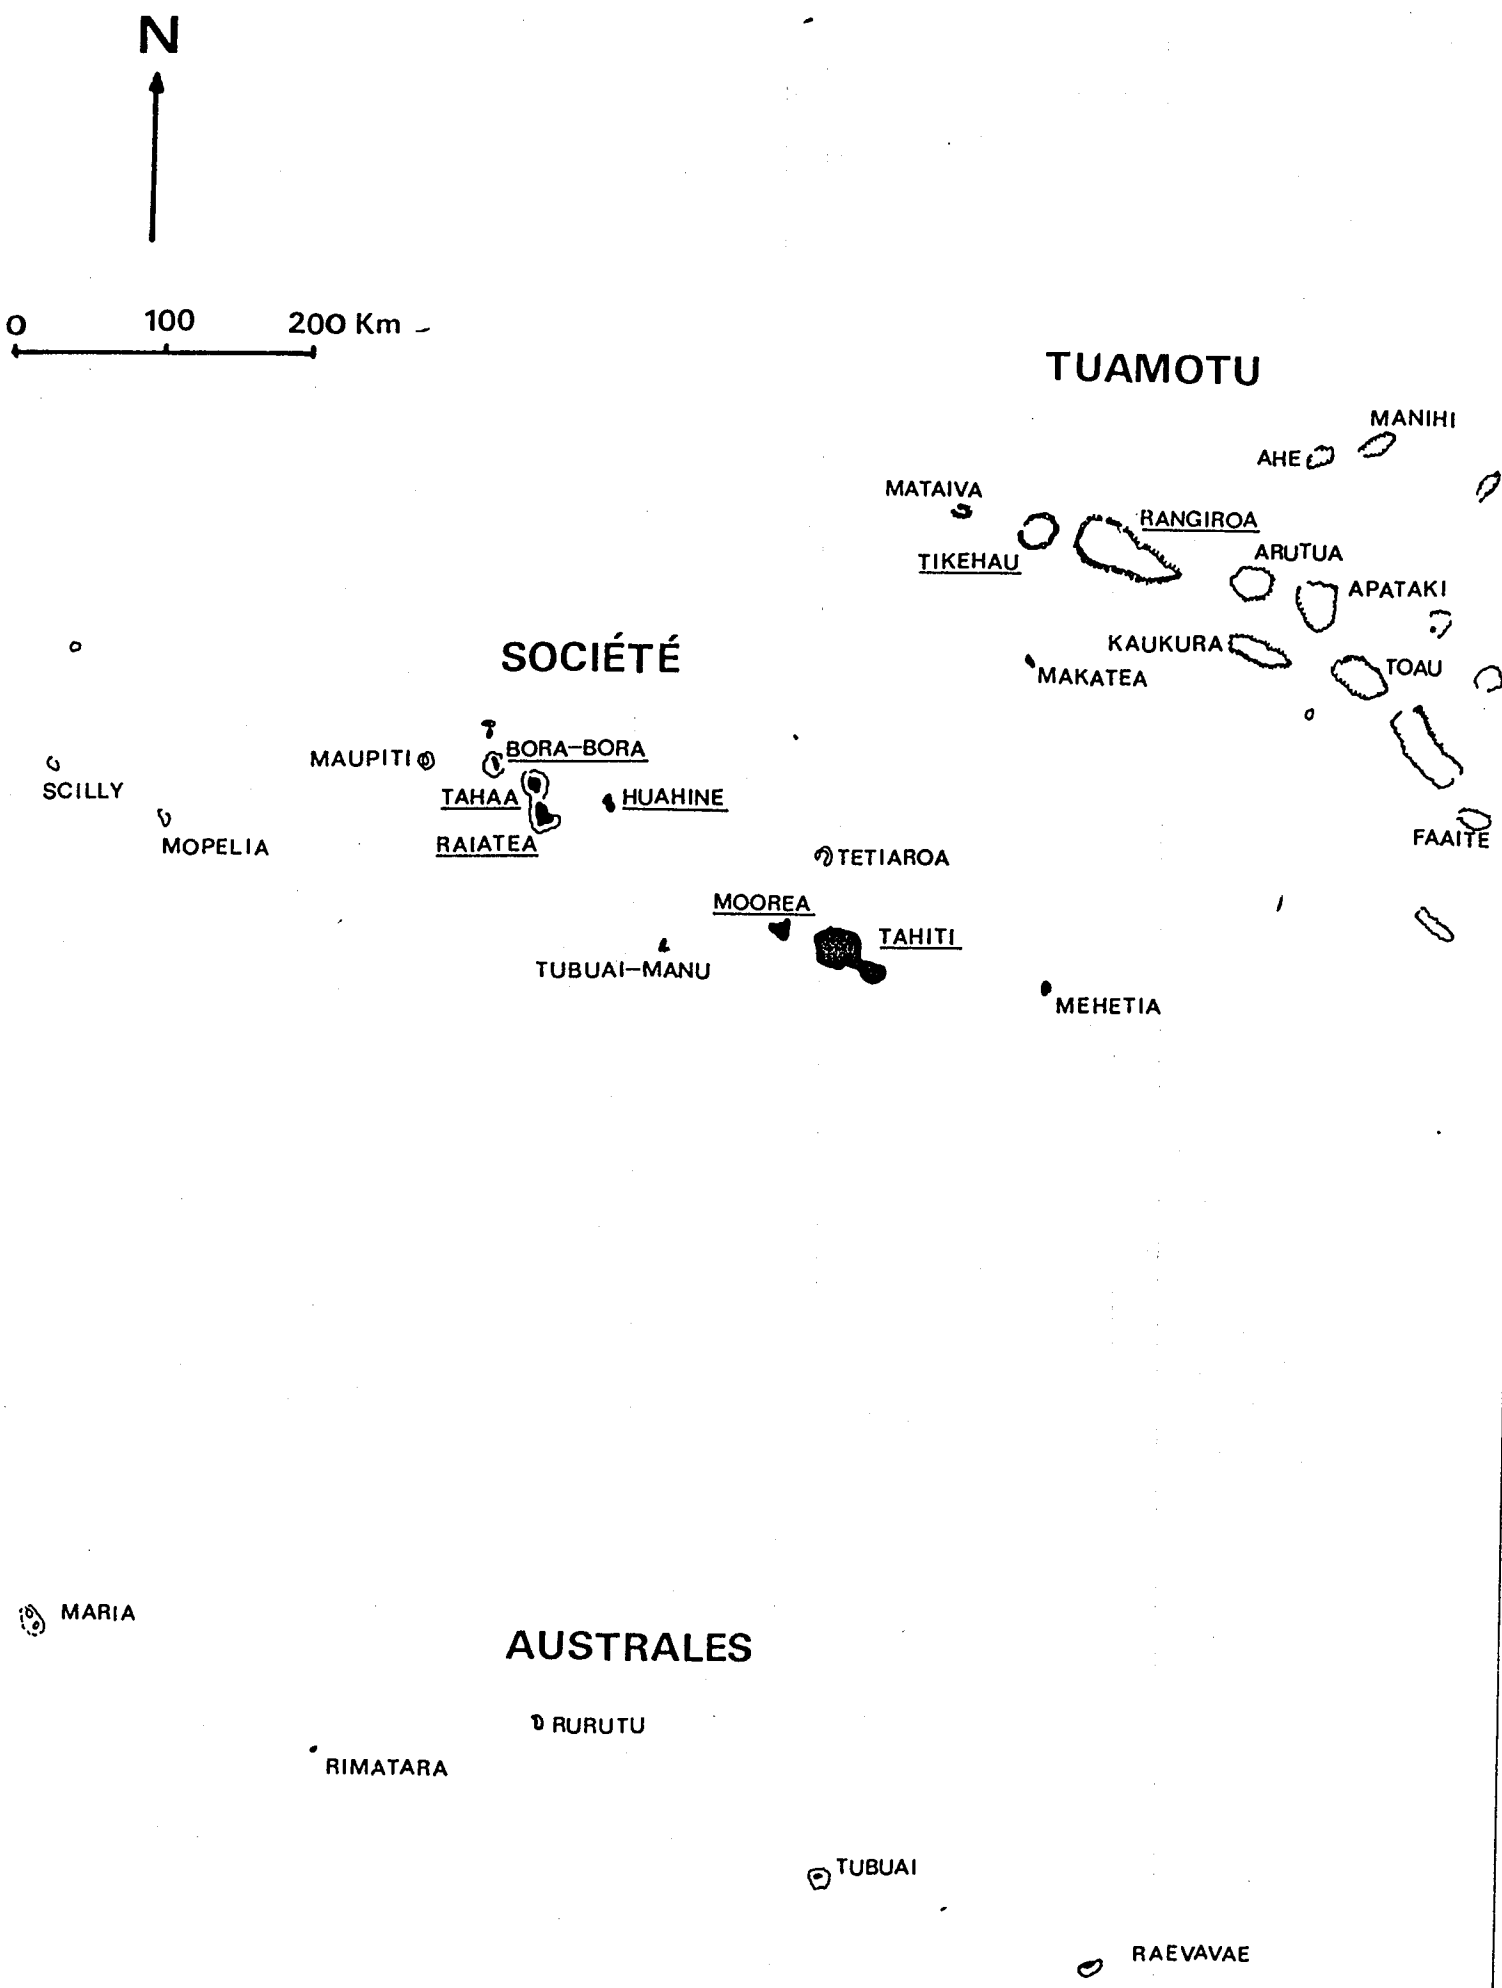 N
0 100 200 Km
TUAMOTU
MANIHI
AHE
MATAIVA
RANGIROA
TIKEHAU
ARUTUA
APATAKI
KAUKURA
TOAU
MAKATEA
SOCIÉTÉ
MAUPITI
BORA-BORA
SCILLY
TAHAA
HUAHINE
MOPELIA
RAIATEA
FAAITE
TETIAROA
MOOREA
TAHITI
TUBUAI-MANU
MEHETIA
MARIA
AUSTRALES
RURUTU
RIMATARA
TUBUAI
RAEVAVAE